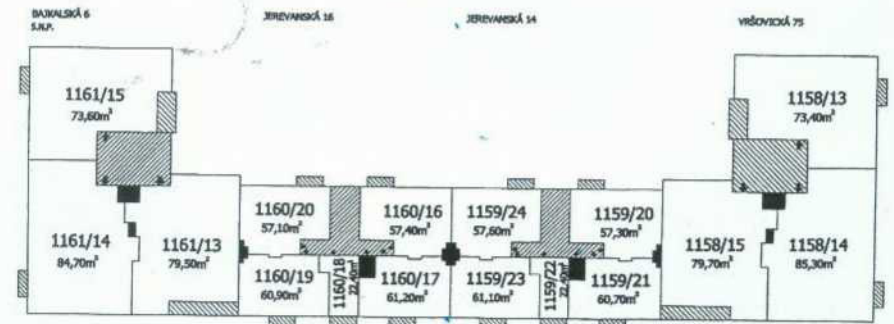 BAJKALSKÁ 6
S.N.P.
JEREVANSKÁ 16
JEREVANSKÁ 14
VRŠOVICKÁ 75
1161/15
73,60m²
1158/13
73,40m²
1160/20
57,10m²
1160/16
57,40m²
1159/24
57,60m²
1159/20
57,30m²
1161/14
84,70m²
1161/13
79,50m²
1158/15
79,70m²
1158/14
85,30m²
1160/19
60,90m²
1160/18
22,40m²
1160/17
61,20m²
1159/23
61,10m²
1159/22
22,40m²
1159/21
60,70m²